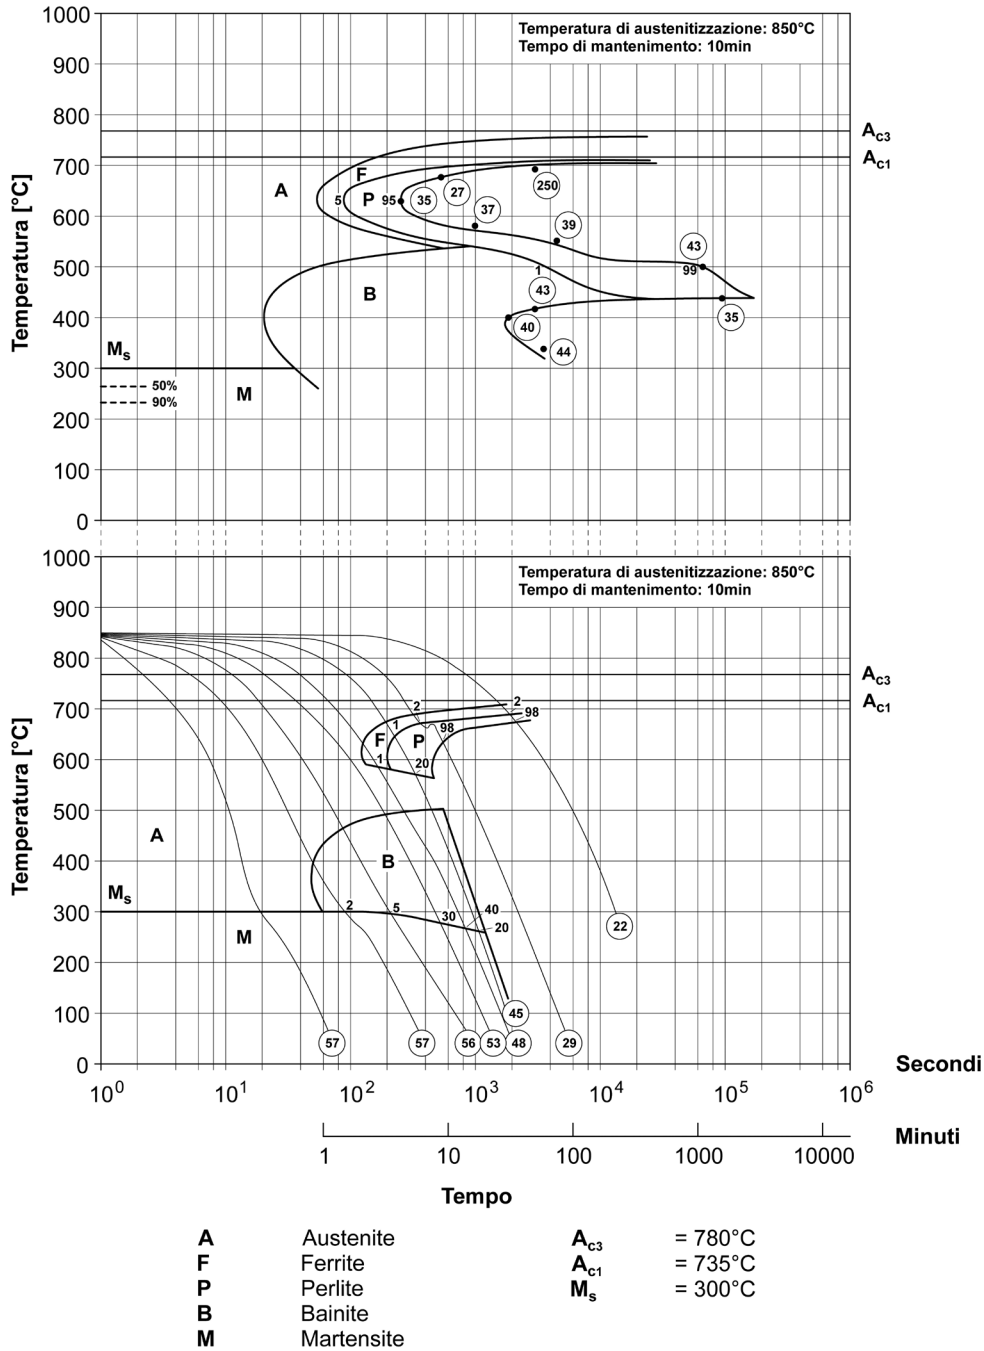 1000
Temperatura di austenitizzazione: 850°C
Tempo di mantenimento: 10min
900
800
Ac3
700
Ac1
F
A
5
P
95
35
27
250
600
37
39
43
500
99
1
B
43
400
40
35
44
Ms
300
50%
90%
M
200
100
0
Temperatura [°C]
1000
Temperatura di austenitizzazione: 850°C
Tempo di mantenimento: 10min
900
800
Ac3
700
Ac1
2
2
1
98
98
F
P
600
1
20
500
A
B
400
Ms
300
2
5
30
40
20
22
M
200
100
45
57
57
56
53
48
29
0
Temperatura [°C]
Secondi
10^0 10^1 10^2 10^3 10^4 10^5 10^6
Minuti
1 10 100 1000 10000
Tempo
A Austenite Ac3 = 780°C
F Ferrite Ac1 = 735°C
P Perlite Ms = 300°C
B Bainite
M Martensite